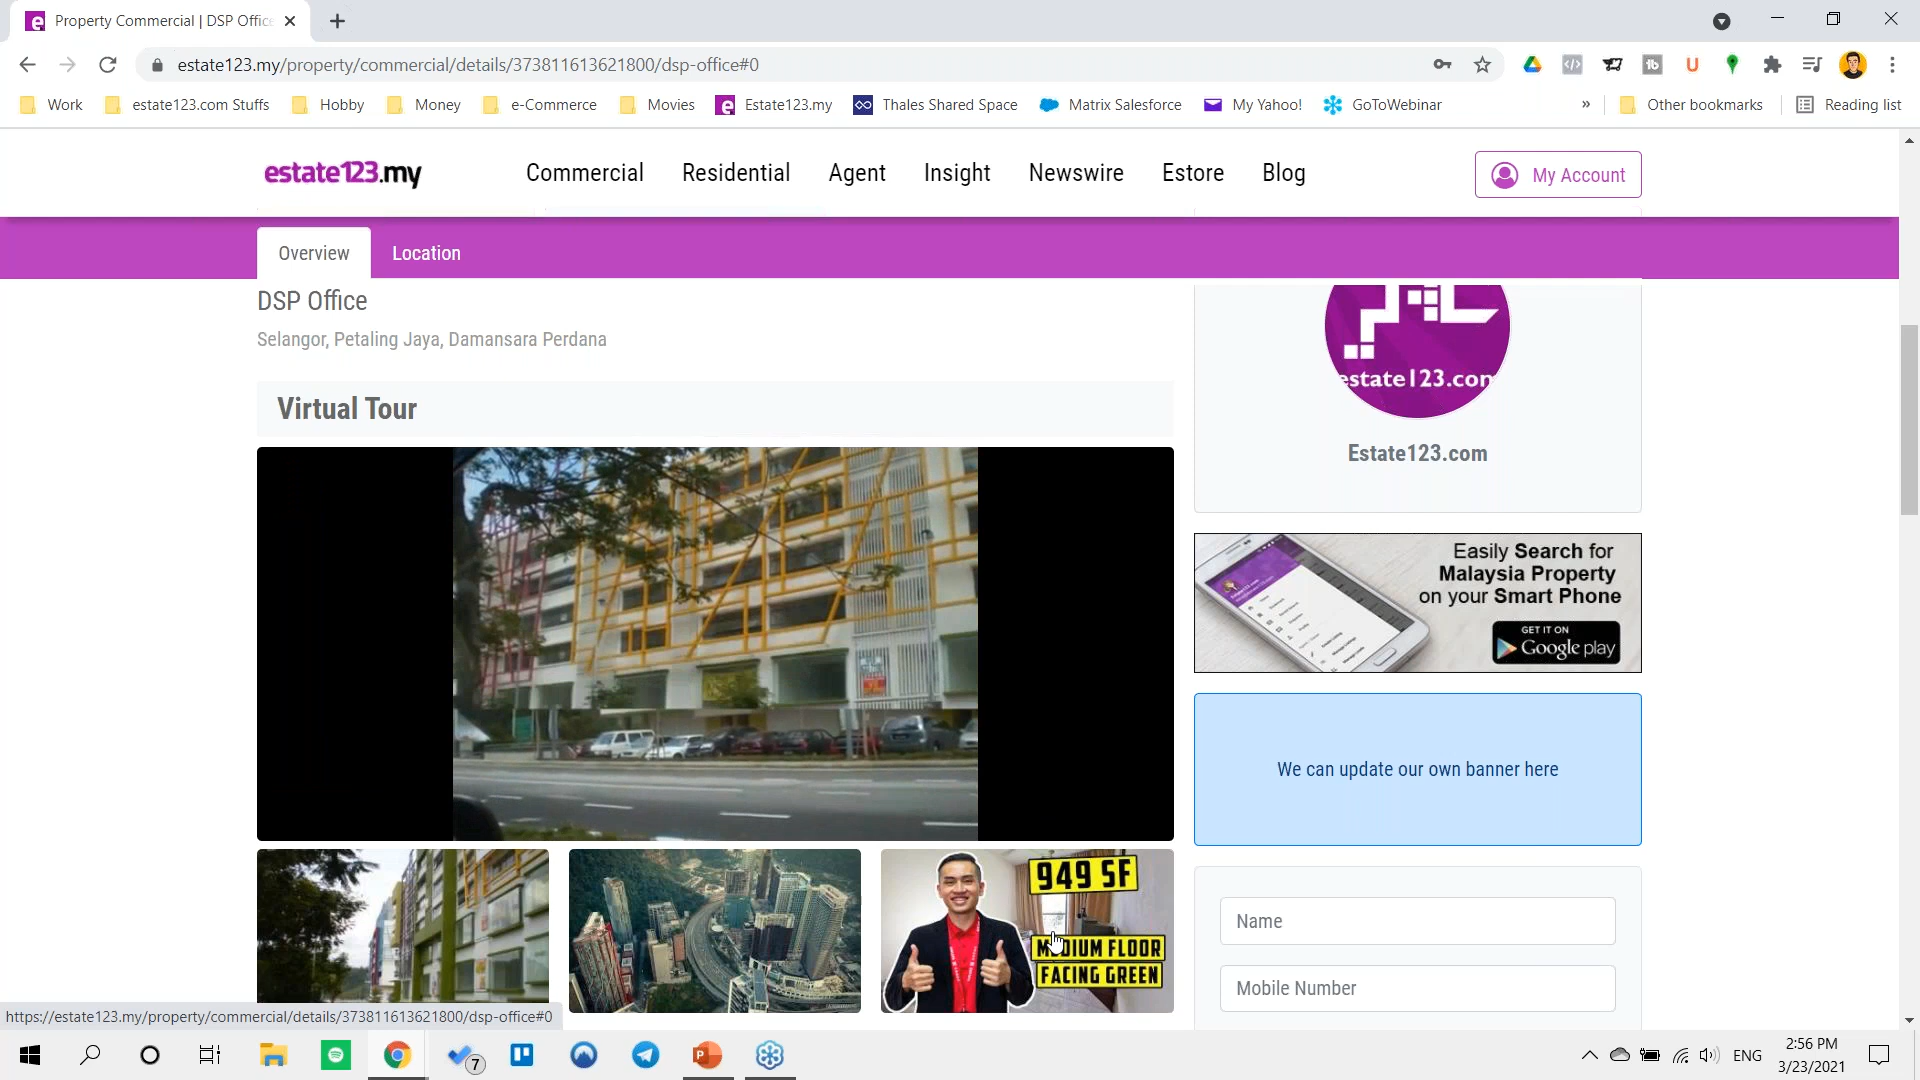 Property Commercial | DSP Office
estate123.my/property/commercial/details/373811613621800/dsp-office#0
Work
estate123.com Stuffs
Hobby
Money
e-Commerce
Movies
Estate123.my
Thales Shared Space
Matrix Salesforce
My Yahoo!
GoToWebinar
»
Other bookmarks
Reading list
estate123.my
Commercial
Residential
Agent
Insight
Newswire
Estore
Blog
My Account
Overview
Location
DSP Office
Selangor, Petaling Jaya, Damansara Perdana
Virtual Tour
estate123.com
Estate123.com
Easily Search for
Malaysia Property
on your Smart Phone
GET IT ON
Google play
We can update our own banner here
949 SF
MEDIUM FLOOR
FACING GREEN
Name
Mobile Number
https://estate123.my/property/commercial/details/373811613621800/dsp-office#0
7
ENG
2:56 PM
3/23/2021